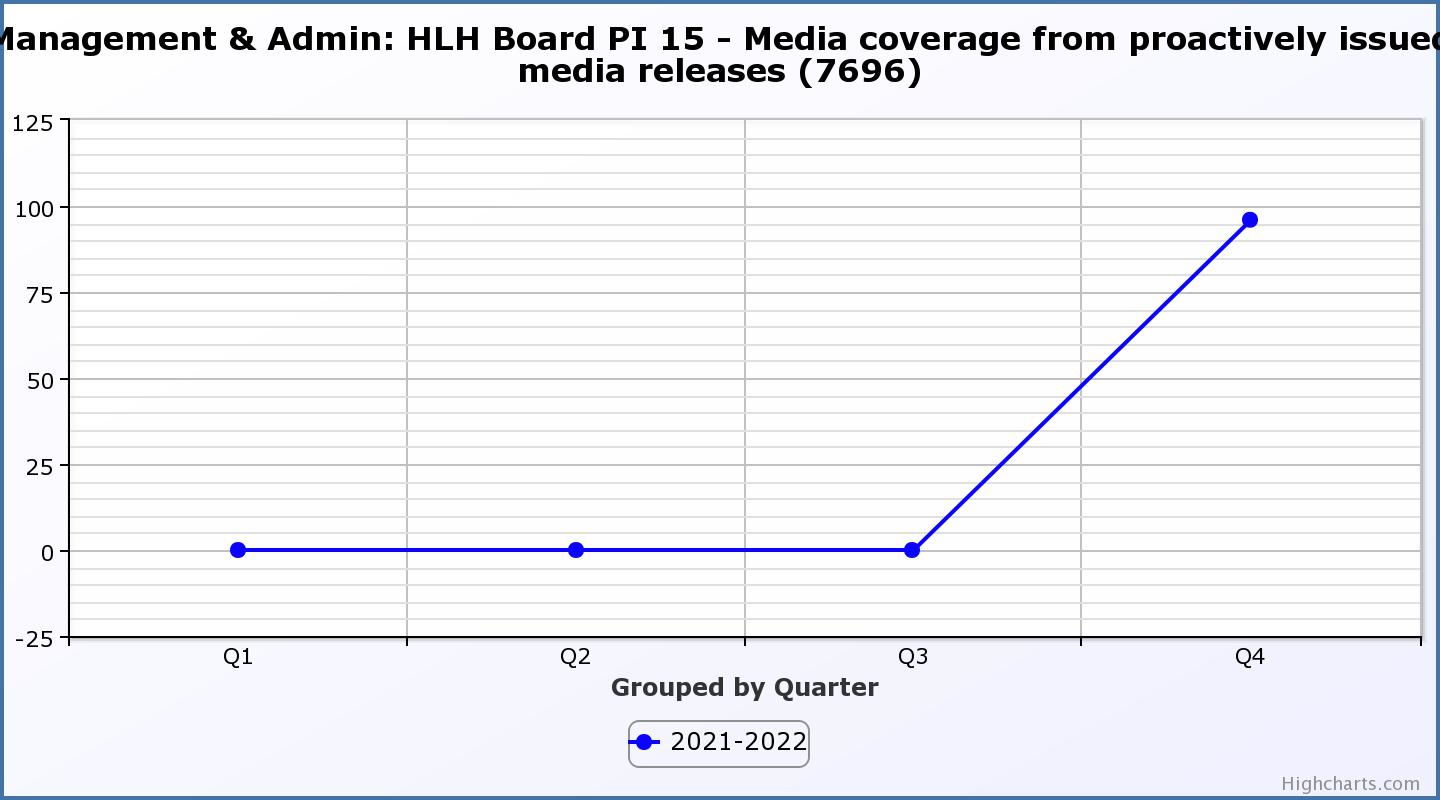 Management & Admin: HLH Board PI 15 - Media coverage from proactively issued
media releases (7696)
125
100
75
50
25
0
-25
Q1 Q2 Q3 Q4
Grouped by Quarter
2021-2022
Highcharts.com